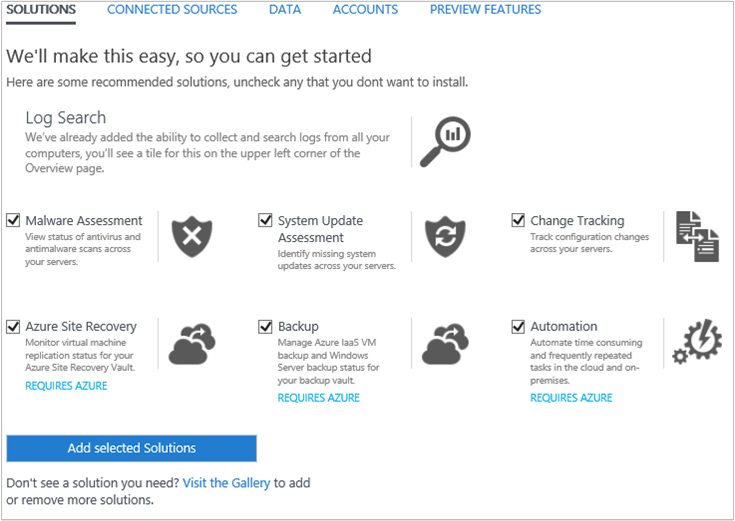 SOLUTIONS CONNECTED SOURCES DATA ACCOUNTS PREVIEW FEATURES
We'll make this easy, so you can get started
Here are some recommended solutions, uncheck any that you dont want to install.
Log Search
We've already added the ability to collect and search logs from all your
computers, you'll see a tile for this on the upper left corner of the
Overview page.
Malware Assessment
View status of antivirus and
antimalware scans across
your servers.
System Update
Assessment
Identify missing system
updates across your servers.
Change Tracking
Track configuration changes
across your servers.
Azure Site Recovery
Monitor virtual machine
replication status for your
Azure Site Recovery Vault.
REQUIRES AZURE
Backup
Manage Azure IaaS VM
backup and Windows
Server backup status for
your backup vault.
REQUIRES AZURE
Automation
Automate time consuming
and frequently repeated
tasks in the cloud and on-
premises.
REQUIRES AZURE
Add selected Solutions
Don't see a solution you need? Visit the Gallery to add
or remove more solutions.